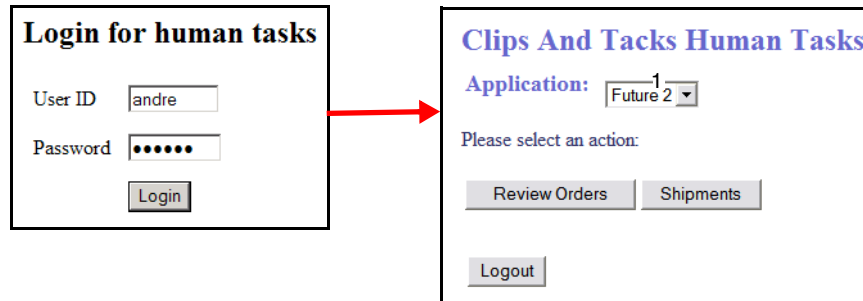 Login for human tasks
User ID andre
Password ••••••
Login
Clips And Tacks Human Tasks
Application: Future 2
1
Please select an action:
Review Orders Shipments
Logout